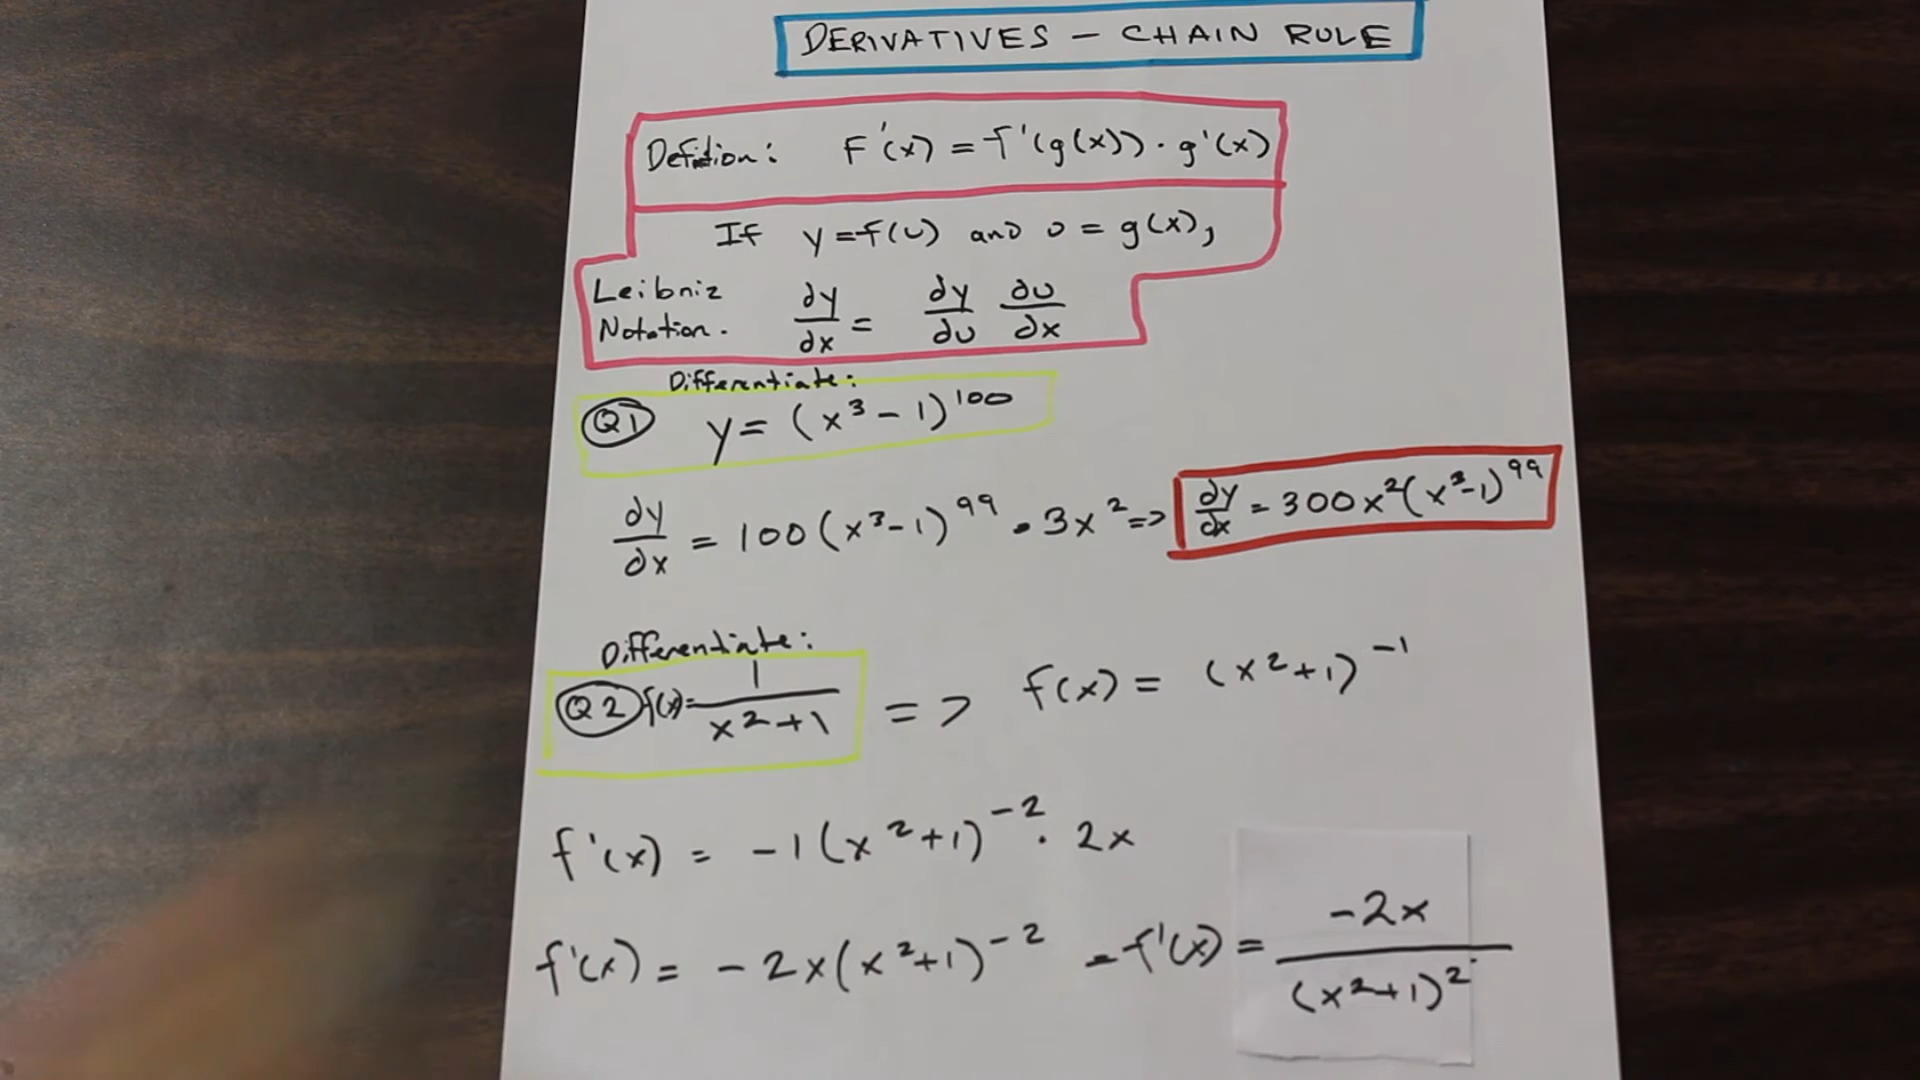 DERIVATIVES - CHAIN RULE
Defition: F'(x) = f'(g(x)) · g'(x)
If y = f(u) and u = g(x),
Leibniz Notation. dy/dx = dy/du du/dx
Differentiate:
Q1 y = (x³ - 1)¹⁰⁰
dy/dx = 100(x³-1)⁹⁹ · 3x² => dy/dx = 300x²(x³-1)⁹⁹
Differentiate:
Q2 f(x) = 1/(x²+1) => f(x) = (x²+1)⁻¹
f'(x) = -1(x²+1)⁻² · 2x
f'(x) = -2x(x²+1)⁻² - f'(x) = -2x/(x²+1)²